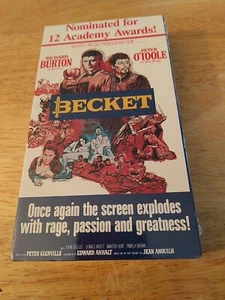 Nominated for
12 Academy Awards!
RICHARD PETER
BURTON O'TOOLE
BECKET
Once again the screen explodes
with rage, passion and greatness!
PETER GLENVILLE EDWARD ANHALT JEAN ANOUILH